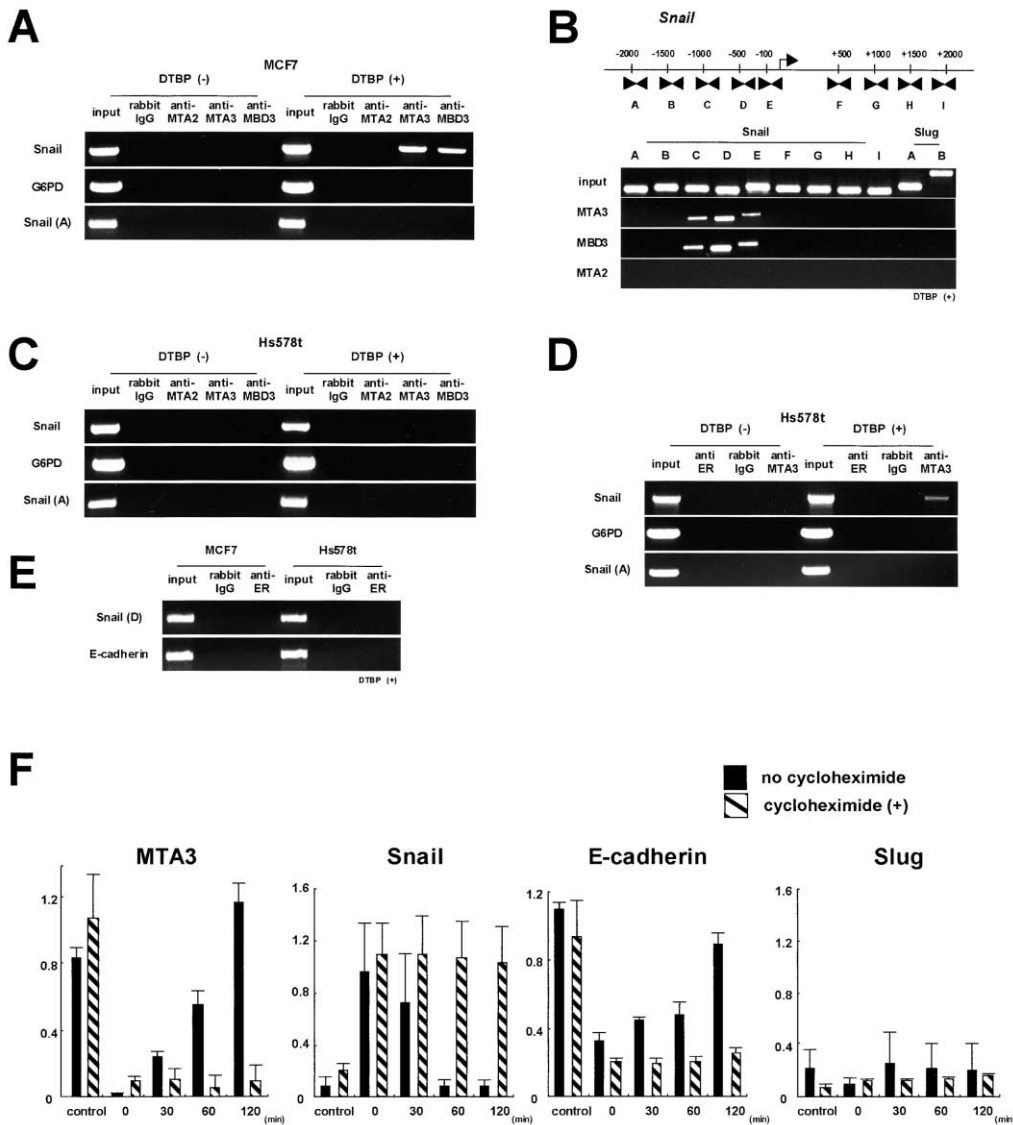 A
MCF7
DTBP (-) DTBP (+)
input rabbit IgG anti-MTA2 anti-MTA3 anti-MBD3 input rabbit IgG anti-MTA2 anti-MTA3 anti-MBD3
Snail
G6PD
Snail (A)
B
Snail
-2000 -1500 -1000 -500 -100 +500 +1000 +1500 +2000
A B C D E F G H I
Snail Slug
A B C D E F G H I A B
input
MTA3
MBD3
MTA2
DTBP (+)
C
Hs578t
DTBP (-) DTBP (+)
input rabbit IgG anti-MTA2 anti-MTA3 anti-MBD3 input rabbit IgG anti-MTA2 anti-MTA3 anti-MBD3
Snail
G6PD
Snail (A)
D
Hs578t
DTBP (-) DTBP (+)
input anti ER rabbit IgG anti-MTA3 input anti ER rabbit IgG anti-MTA3
Snail
G6PD
Snail (A)
E
MCF7 Hs578t
input rabbit IgG anti-ER input rabbit IgG anti-ER
Snail (D)
E-cadherin
DTBP (+)
F
no cycloheximide
cycloheximide (+)
MTA3
1.2
0.8
0.4
0
control 0 30 60 120 (min)
Snail
1.6
1.2
0.8
0.4
0
control 0 30 60 120 (min)
E-cadherin
1.2
0.8
0.4
0
control 0 30 60 120 (min)
Slug
1.6
1.2
0.8
0.4
0
control 0 30 60 120 (min)